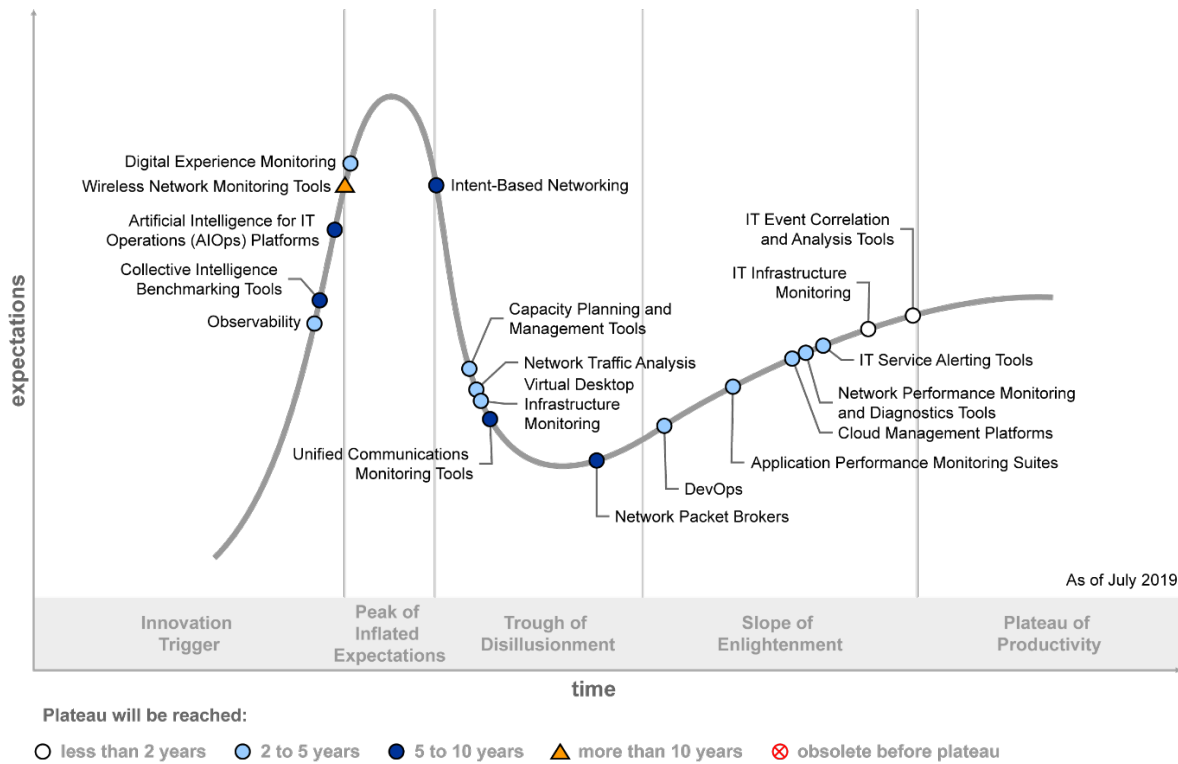 expectations
Digital Experience Monitoring
Wireless Network Monitoring Tools
Artificial Intelligence for IT
Operations (AIOps) Platforms
Collective Intelligence
Benchmarking Tools
Observability
Intent-Based Networking
Capacity Planning and
Management Tools
Network Traffic Analysis
Virtual Desktop
Infrastructure
Monitoring
Unified Communications
Monitoring Tools
Network Packet Brokers
DevOps
Application Performance Monitoring Suites
Cloud Management Platforms
Network Performance Monitoring
and Diagnostics Tools
IT Service Alerting Tools
IT Infrastructure
Monitoring
IT Event Correlation
and Analysis Tools
As of July 2019
Innovation
Trigger
Peak of
Inflated
Expectations
Trough of
Disillusionment
Slope of
Enlightenment
Plateau of
Productivity
time
Plateau will be reached:
less than 2 years
2 to 5 years
5 to 10 years
more than 10 years
obsolete before plateau